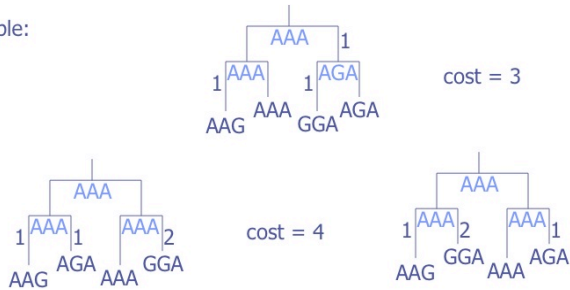 ple:
AAA 1
1 AAA 1 AGA
AAG AAA GGA AGA
cost = 3
AAA
1 AAA 1 AAA 2
AAG AGA AAA GGA
cost = 4
AAA
1 AAA 2 AAA 1
AAG GGA AAA AGA